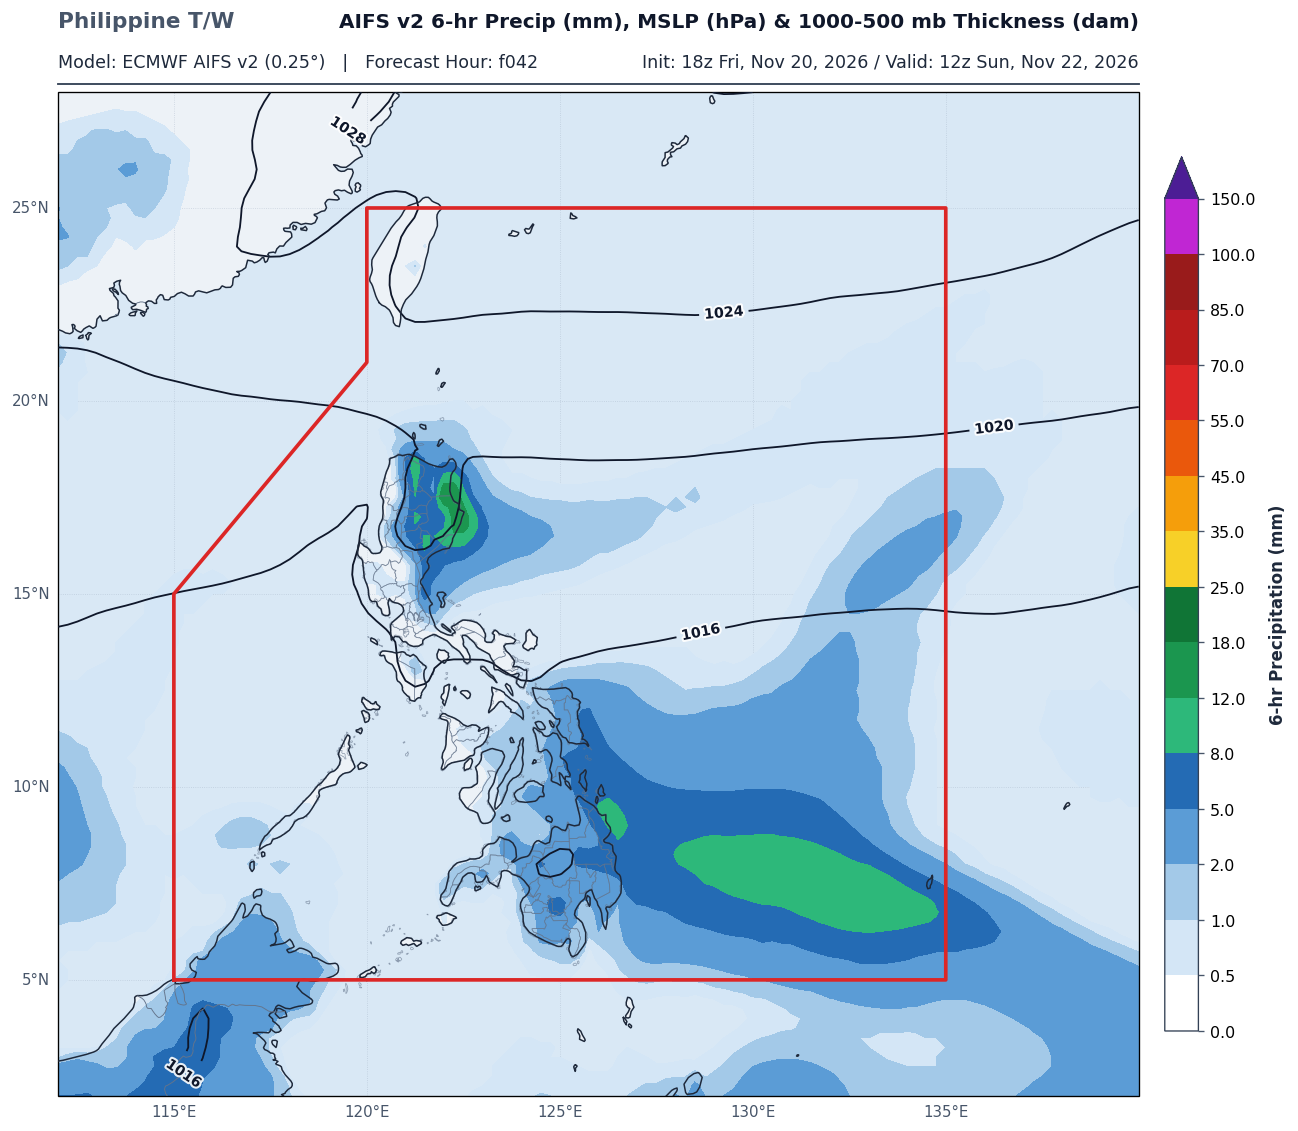 Philippine T/W
AIFS v2 6-hr Precip (mm), MSLP (hPa) & 1000-500 mb Thickness (dam)
Model: ECMWF AIFS v2 (0.25°) | Forecast Hour: f042
Init: 18z Fri, Nov 20, 2026 / Valid: 12z Sun, Nov 22, 2026
1028
25°N
1024
20°N
1020
15°N
1016
10°N
5°N
1016
115°E
120°E
125°E
130°E
135°E
150.0
100.0
85.0
70.0
55.0
45.0
35.0
25.0
18.0
12.0
8.0
5.0
2.0
1.0
0.5
0.0
6-hr Precipitation (mm)